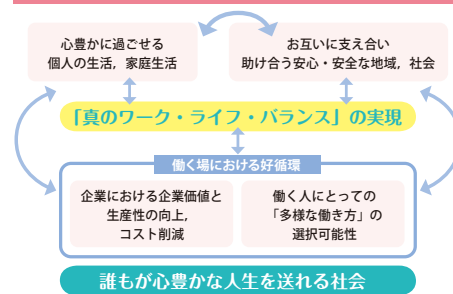 心豊かに過ごせる
個人の生活，家庭生活
お互いに支え合い
助け合う安心・安全な地域，社会
「真のワーク・ライフ・バランス」の実現
働く場における好循環
企業における企業価値と
生産性の向上，
コスト削減
働く人にとっての
「多様な働き方」の
選択可能性
誰もが心豊かな人生を送れる社会